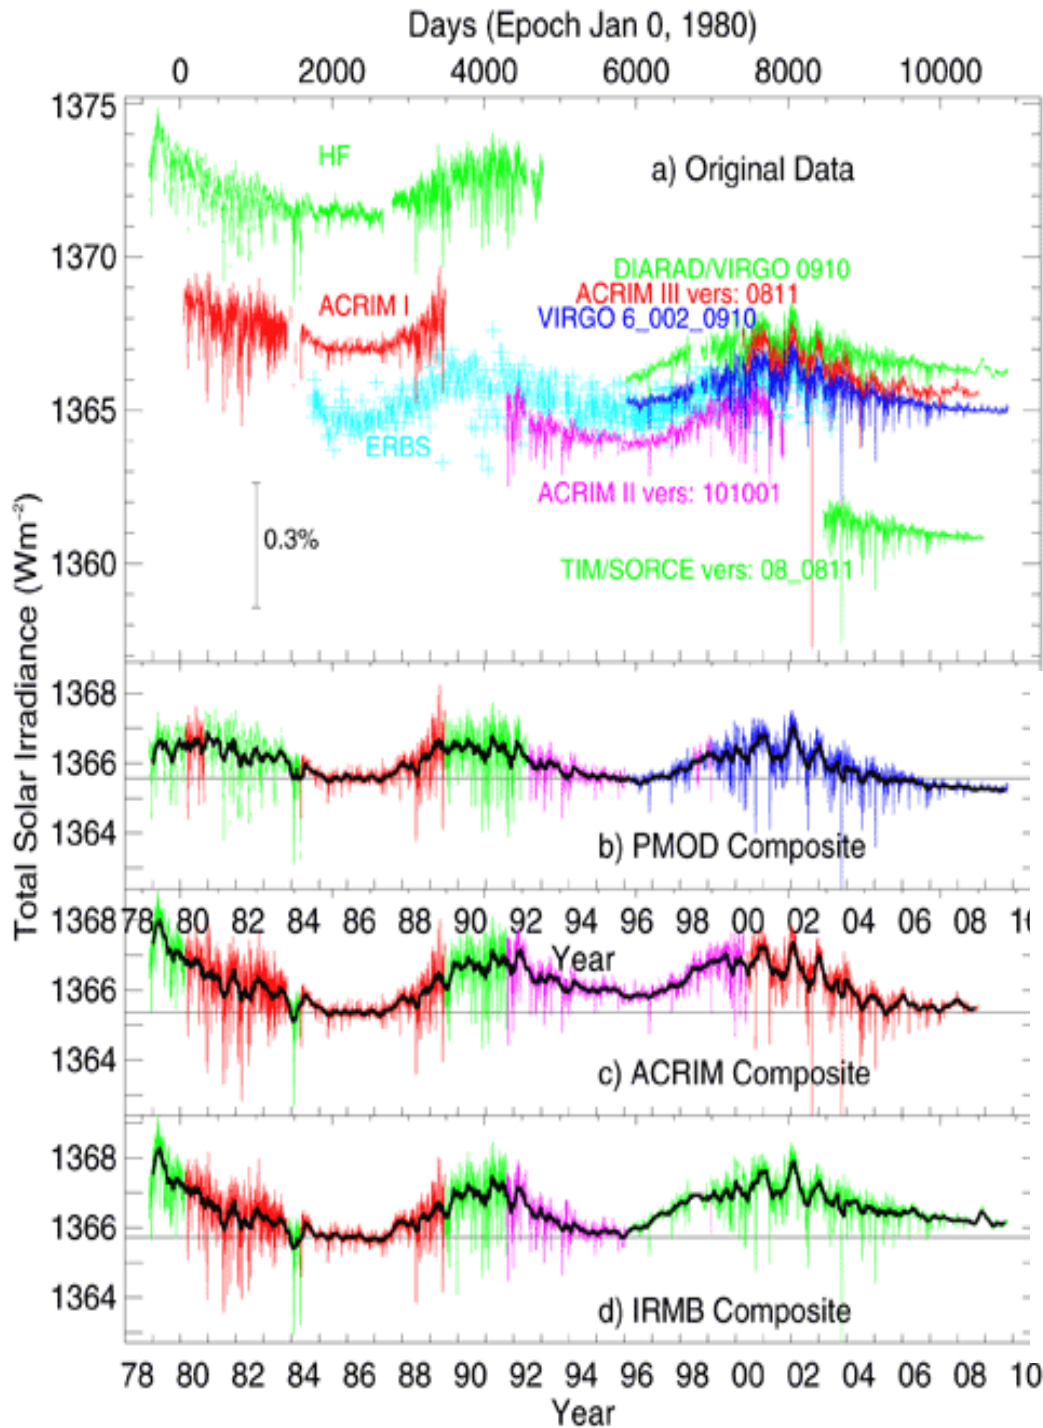 Days (Epoch Jan 0, 1980)
0 2000 4000 6000 8000 10000
1375
HF
a) Original Data
1370
DIARAD/VIRGO 0910
ACRIM III vers: 0811
ACRIM I
VIRGO 6_002_0910
1365
ERBS
ACRIM II vers: 101001
0.3%
1360
TIM/SORCE vers: 08_0811
Total Solar Irradiance (Wm⁻²)
1368
1366
1364
b) PMOD Composite
78 80 82 84 86 88 90 92 94 96 98 00 02 04 06 08 10
1368
Year
1366
1364
c) ACRIM Composite
1368
1366
1364
d) IRMB Composite
78 80 82 84 86 88 90 92 94 96 98 00 02 04 06 08 10
Year